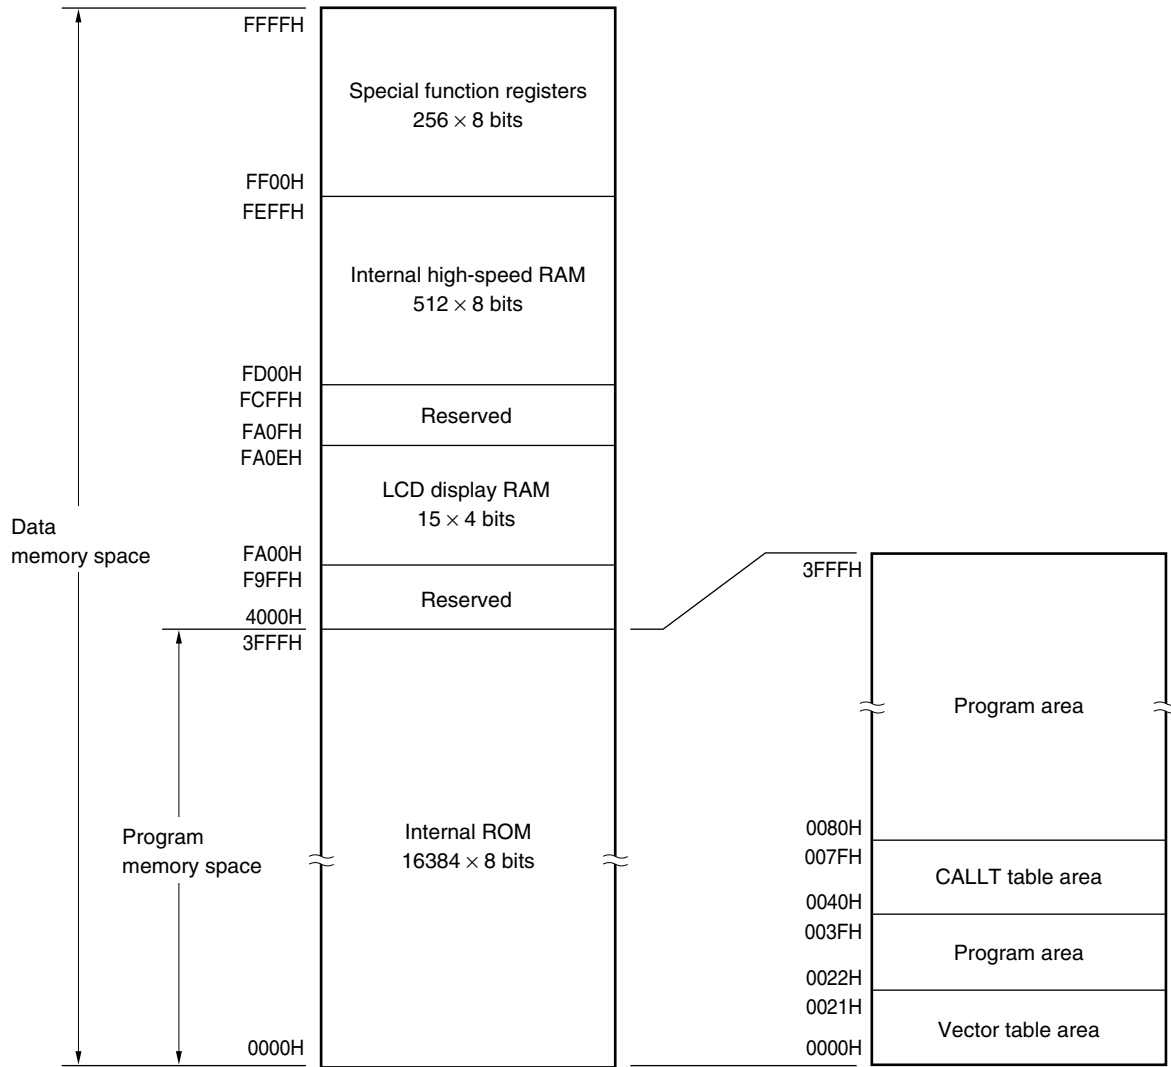 FFFFH
Special function registers
256 × 8 bits
FF00H
FEFFH
Internal high-speed RAM
512 × 8 bits
FD00H
FCFFH
Reserved
FA0FH
FA0EH
LCD display RAM
15 × 4 bits
Data
memory space
FA00H
F9FFH
Reserved
4000H
3FFFH
Program
memory space
Internal ROM
16384 × 8 bits
0000H
3FFFH
Program area
0080H
007FH
CALLT table area
0040H
003FH
Program area
0022H
0021H
Vector table area
0000H